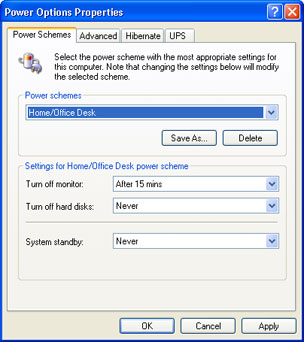 Power Options Properties
Power Schemes Advanced Hibernate UPS
Select the power scheme with the most appropriate settings for
this computer. Note that changing the settings below will modify
the selected scheme.
Power schemes
Home/Office Desk
Save As... Delete
Settings for Home/Office Desk power scheme
Turn off monitor: After 15 mins
Turn off hard disks: Never
System standby: Never
OK Cancel Apply